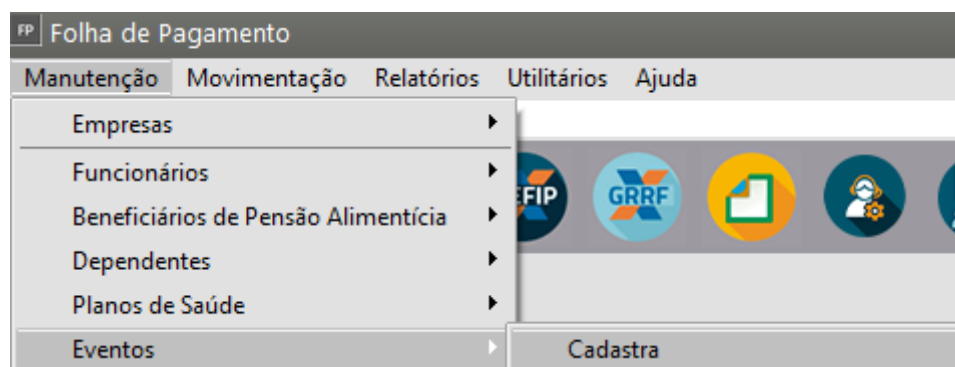 FP Folha de Pagamento
Manutenção Movimentação Relatórios Utilitários Ajuda
Empresas
Funcionários
EFIP GRRF
Beneficiários de Pensão Alimentícia
Dependentes
Planos de Saúde
Eventos Cadastra